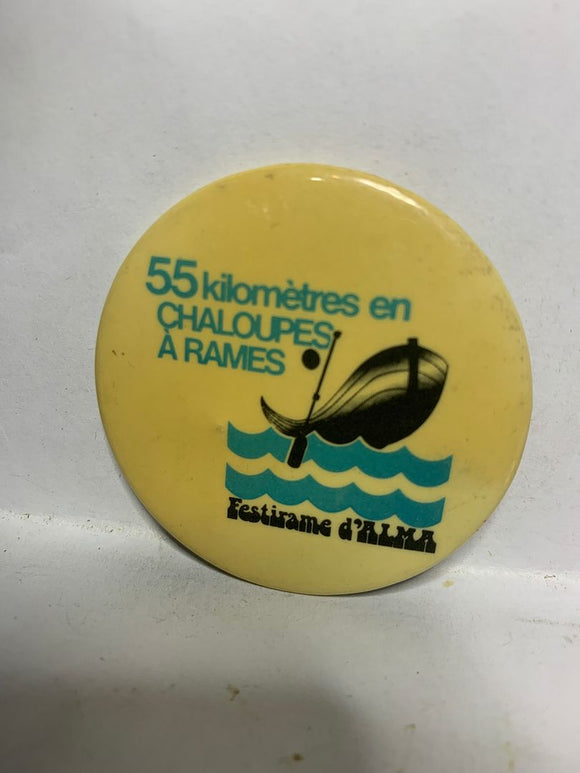 55 kilomètres en
CHALOUPES
À RAMES
Festirame d'ALMA